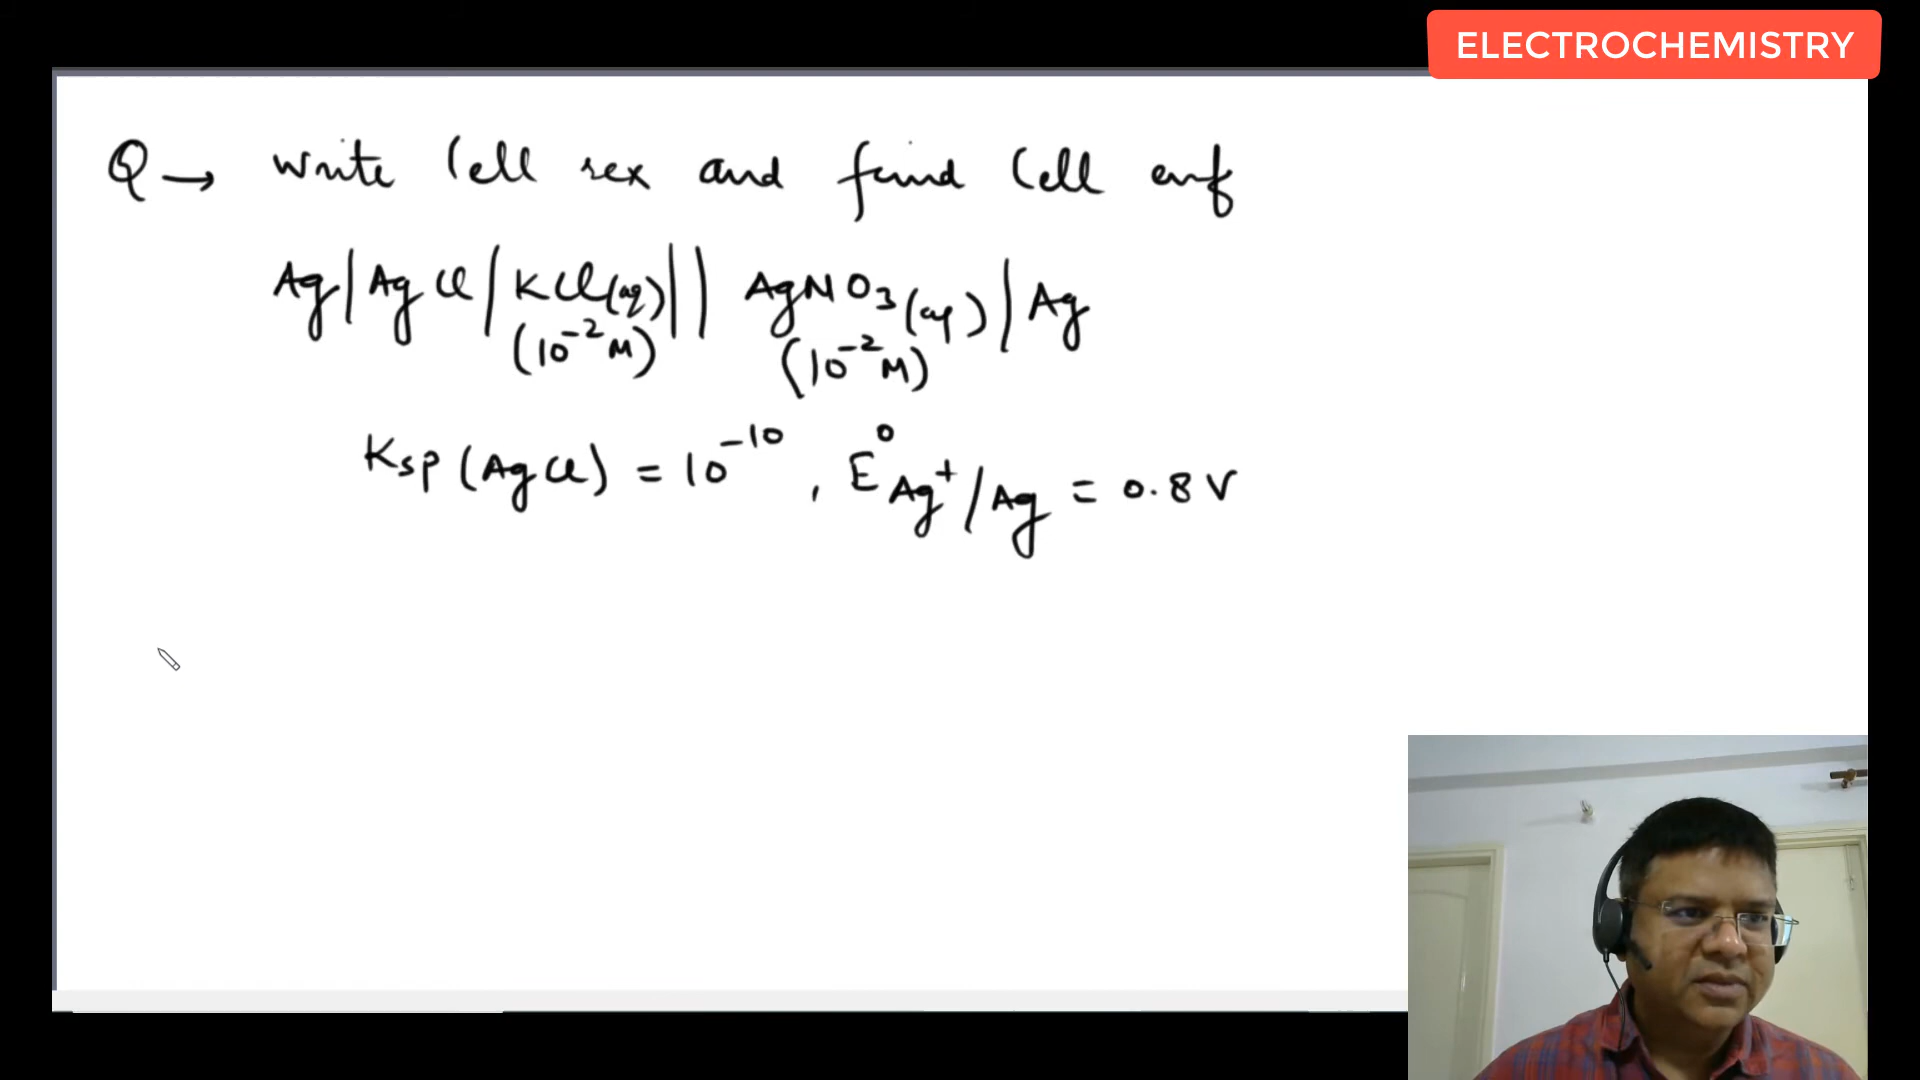 ELECTROCHEMISTRY
Q → Write Cell rex and find Cell emf
Ag | AgCl | KCl(aq) || AgNO₃(aq) | Ag
(10⁻² M) (10⁻² M)
Ksp (AgCl) = 10⁻¹⁰ , E⁰ Ag⁺/Ag = 0.8 V